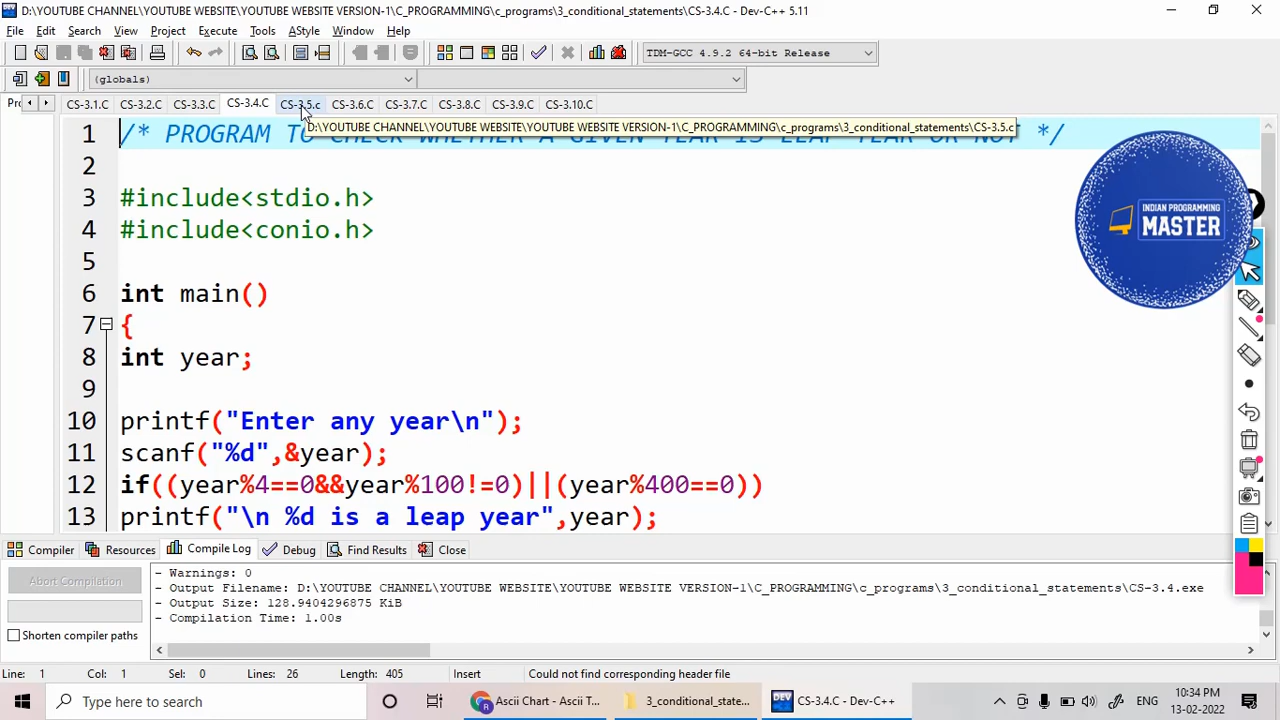 D:\YOUTUBE CHANNEL\YOUTUBE WEBSITE\YOUTUBE WEBSITE VERSION-1\C_PROGRAMMING\c_programs\3_conditional_statements\CS-3.4.C - Dev-C++ 5.11
File Edit Search View Project Execute Tools AStyle Window Help
TDM-GCC 4.9.2 64-bit Release
(globals)
CS-3.1.C CS-3.2.C CS-3.3.C CS-3.4.C CS-3.5.c CS-3.6.C CS-3.7.C CS-3.8.C CS-3.9.C CS-3.10.C
D:\YOUTUBE CHANNEL\YOUTUBE WEBSITE\YOUTUBE WEBSITE VERSION-1\C_PROGRAMMING\c_programs\3_conditional_statements\CS-3.5.c
1 /* PROGRAM TO CHECK WHETHER A GIVEN YEAR IS LEAP YEAR OR NOT */
2
3 #include<stdio.h>
4 #include<conio.h>
5
6 int main()
7 {
8 int year;
9
10 printf("Enter any year\n");
11 scanf("%d",&year);
12 if((year%4==0&&year%100!=0)||(year%400==0))
13 printf("\n %d is a leap year",year);
INDIAN PROGRAMMING
MASTER
Compiler Resources Compile Log Debug Find Results Close
Abort Compilation
Shorten compiler paths
- Warnings: 0
- Output Filename: D:\YOUTUBE CHANNEL\YOUTUBE WEBSITE\YOUTUBE WEBSITE VERSION-1\C_PROGRAMMING\c_programs\3_conditional_statements\CS-3.4.exe
- Output Size: 128.9404296875 KiB
- Compilation Time: 1.00s
Line: 1 Col: 1 Sel: 0 Lines: 26 Length: 405 Insert Could not find corresponding header file
Type here to search
Ascii Chart - Ascii T...
3_conditional_state...
CS-3.4.C - Dev-C++
ENG
10:34 PM
13-02-2022